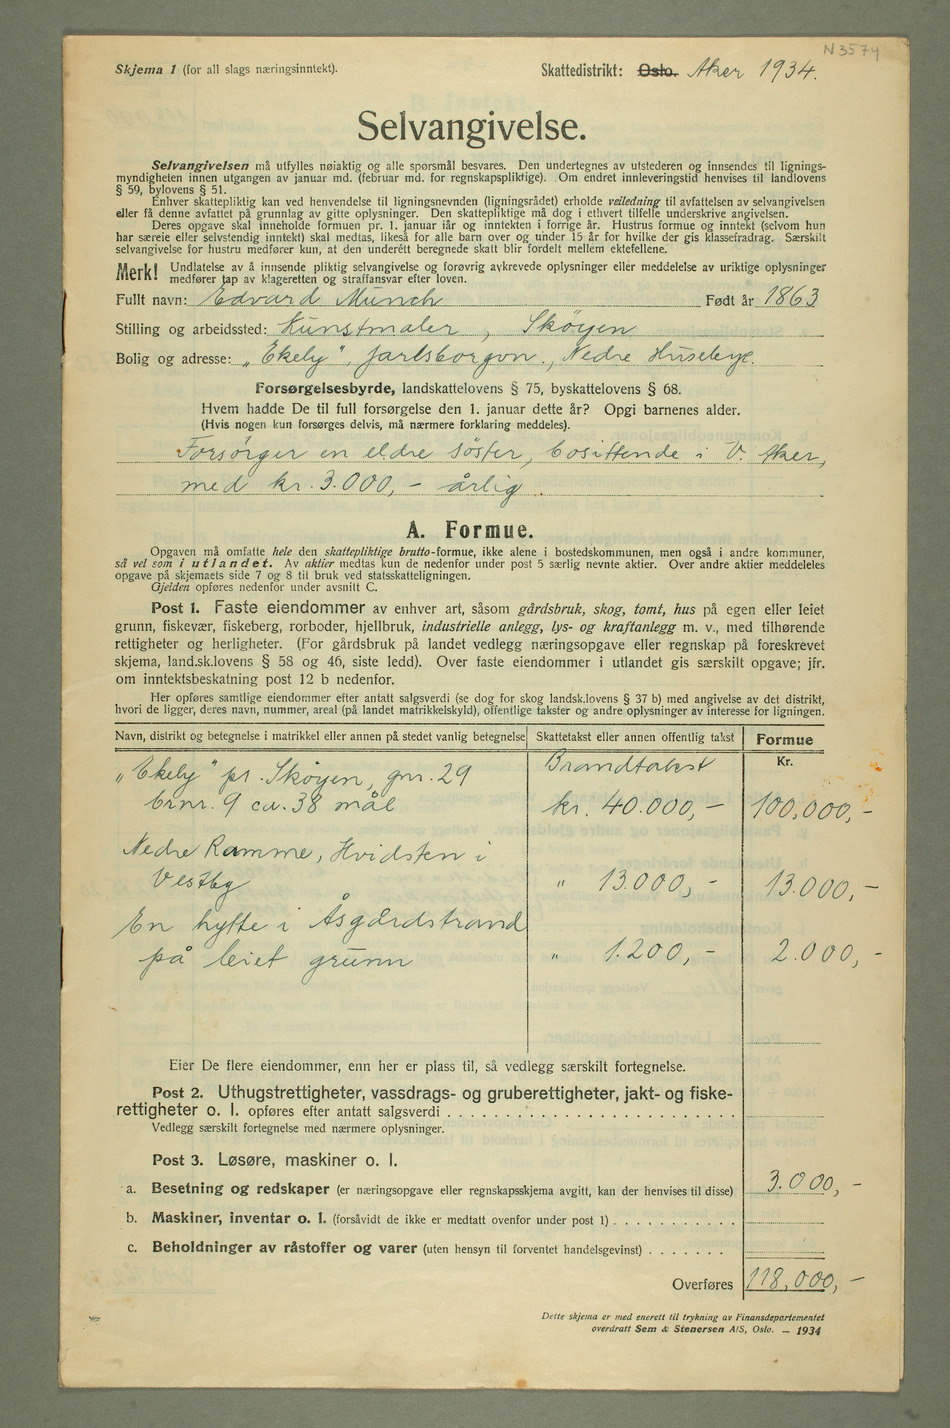 N 3574
Skjema 1 (for all slags næringsinntekt).
Skattedistrikt: Oslo. Aker 1934.
Selvangivelse.
Selvangivelsen må utfylles nøiaktig og alle spørsmål besvares. Den undertegnes av utstederen og innsendes til lignings-
myndigheten innen utgangen av januar md. (februar md. for regnskapspliktige). Om endret innleveringstid henvises til landlovens
§ 59, bylovens § 51.
Enhver skattepliktig kan ved henvendelse til ligningsnevnden (ligningsrådet) erholde veiledning til avfattelsen av selvangivelsen
eller få denne avfattet på grunnlag av gitte oplysninger. Den skattepliktige må dog i ethvert tilfelle underskrive angivelsen.
Deres opgave skal inneholde formuen pr. 1. januar iår og inntekten i forrige år. Hustrus formue og inntekt (selvom hun
har særeie eller selvstendig inntekt) skal medtas, likeså for alle barn over og under 15 år for hvilke der gis klassefradrag. Særskilt
selvangivelse for hustru medfører kun, at den underétt beregnede skatt blir fordelt mellem ektefellene.
Merk! Undlatelse av å innsende pliktig selvangivelse og forøvrig avkrevede oplysninger eller meddelelse av uriktige oplysninger
medfører tap av klageretten og straffansvar efter loven.
Fullt navn: Edvard Munch Født år 1863
Stilling og arbeidssted: Kunstmaler, Skøyen
Bolig og adresse: „Ekely", Jarlsborgvn., Nedre Huseby.
Forsørgelsesbyrde, landskattelovens § 75, byskattelovens § 68.
Hvem hadde De til full forsørgelse den 1. januar dette år? Opgi barnenes alder.
(Hvis nogen kun forsørges delvis, må nærmere forklaring meddeles).
Forsørger en eldre søster, bosittende i V. Aker,
med kr. 3.000,- årlig.
A. Formue.
Opgaven må omfatte hele den skattepliktige brutto-formue, ikke alene i bostedskommunen, men også i andre kommuner,
så vel som i utlandet. Av aktier medtas kun de nedenfor under post 5 særlig nevnte aktier. Over andre aktier meddeleles
opgave på skjemaets side 7 og 8 til bruk ved statsskatteligningen.
Gjelden opføres nedenfor under avsnitt C.
Post 1. Faste eiendommer av enhver art, såsom gårdsbruk, skog, tomt, hus på egen eller leiet
grunn, fiskevær, fiskeberg, rorboder, hjellbruk, industrielle anlegg, lys- og kraftanlegg m. v., med tilhørende
rettigheter og herligheter. (For gårdsbruk på landet vedlegg næringsopgave eller regnskap på foreskrevet
skjema, land.sk.lovens § 58 og 46, siste ledd). Over faste eiendommer i utlandet gis særskilt opgave; jfr.
om inntektsbeskatning post 12 b nedenfor.
Her opføres samtlige eiendommer efter antatt salgsverdi (se dog for skog landsk.lovens § 37 b) med angivelse av det distrikt,
hvori de ligger, deres navn, nummer, areal (på landet matrikkelskyld), offentlige takster og andre oplysninger av interesse for ligningen.
Navn, distrikt og betegnelse i matrikkel eller annen på stedet vanlig betegnelse Skattetakst eller annen offentlig takst Formue
Kr.
„Ekely" pr. Skøyen, gnr. 29 Brandtakst
brnr. 9 ca. 38 mål kr. 40.000,- 100,000,-
Nedre Ramme, Hvidsten i
Vestby " 13.000,- 13.000,-
En hytte i Åsgårdstrand
på leiet grunn " 1.200,- 2.000,-
Eier De flere eiendommer, enn her er plass til, så vedlegg særskilt fortegnelse.
Post 2. Uthugstrettigheter, vassdrags- og gruberettigheter, jakt- og fiske-
rettigheter o. l. opføres efter antatt salgsverdi
Vedlegg særskilt fortegnelse med nærmere oplysninger.
Post 3. Løsøre, maskiner o. l.
a. Besetning og redskaper (er næringsopgave eller regnskapsskjema avgitt, kan der henvises til disse) 3.000,-
b. Maskiner, inventar o. l. (forsåvidt de ikke er medtatt ovenfor under post 1)
c. Beholdninger av råstoffer og varer (uten hensyn til forventet handelsgevinst)
Overføres 118,000,-
Dette skjema er med enerett til trykning av Finansdepartementet
overdratt Sem & Stenersen A/S, Oslo. — 1934